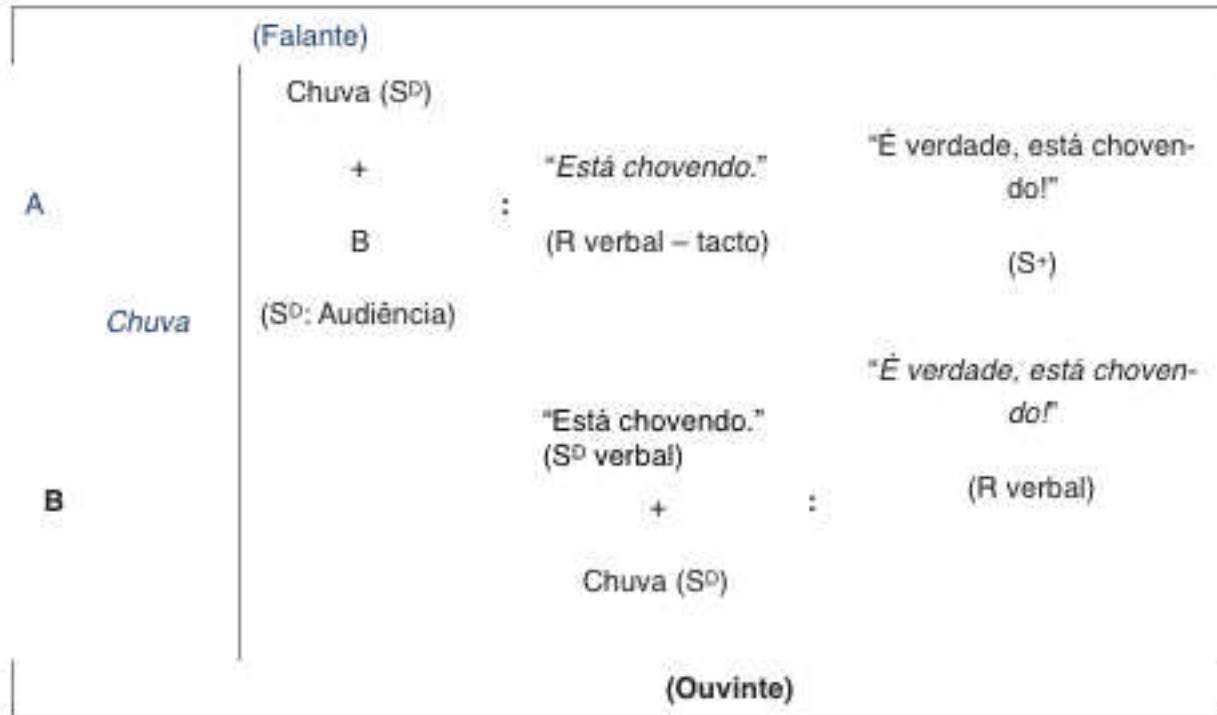 (Falante)
Chuva (Sᴰ)
+
B
(Sᴰ: Audiência)
:
“Está chovendo.”
(R verbal – tacto)
“É verdade, está choven-
do!”
(S⁺)
A
Chuva
B
“Está chovendo.”
(Sᴰ verbal)
+
Chuva (Sᴰ)
:
“É verdade, está choven-
do!”
(R verbal)
(Ouvinte)